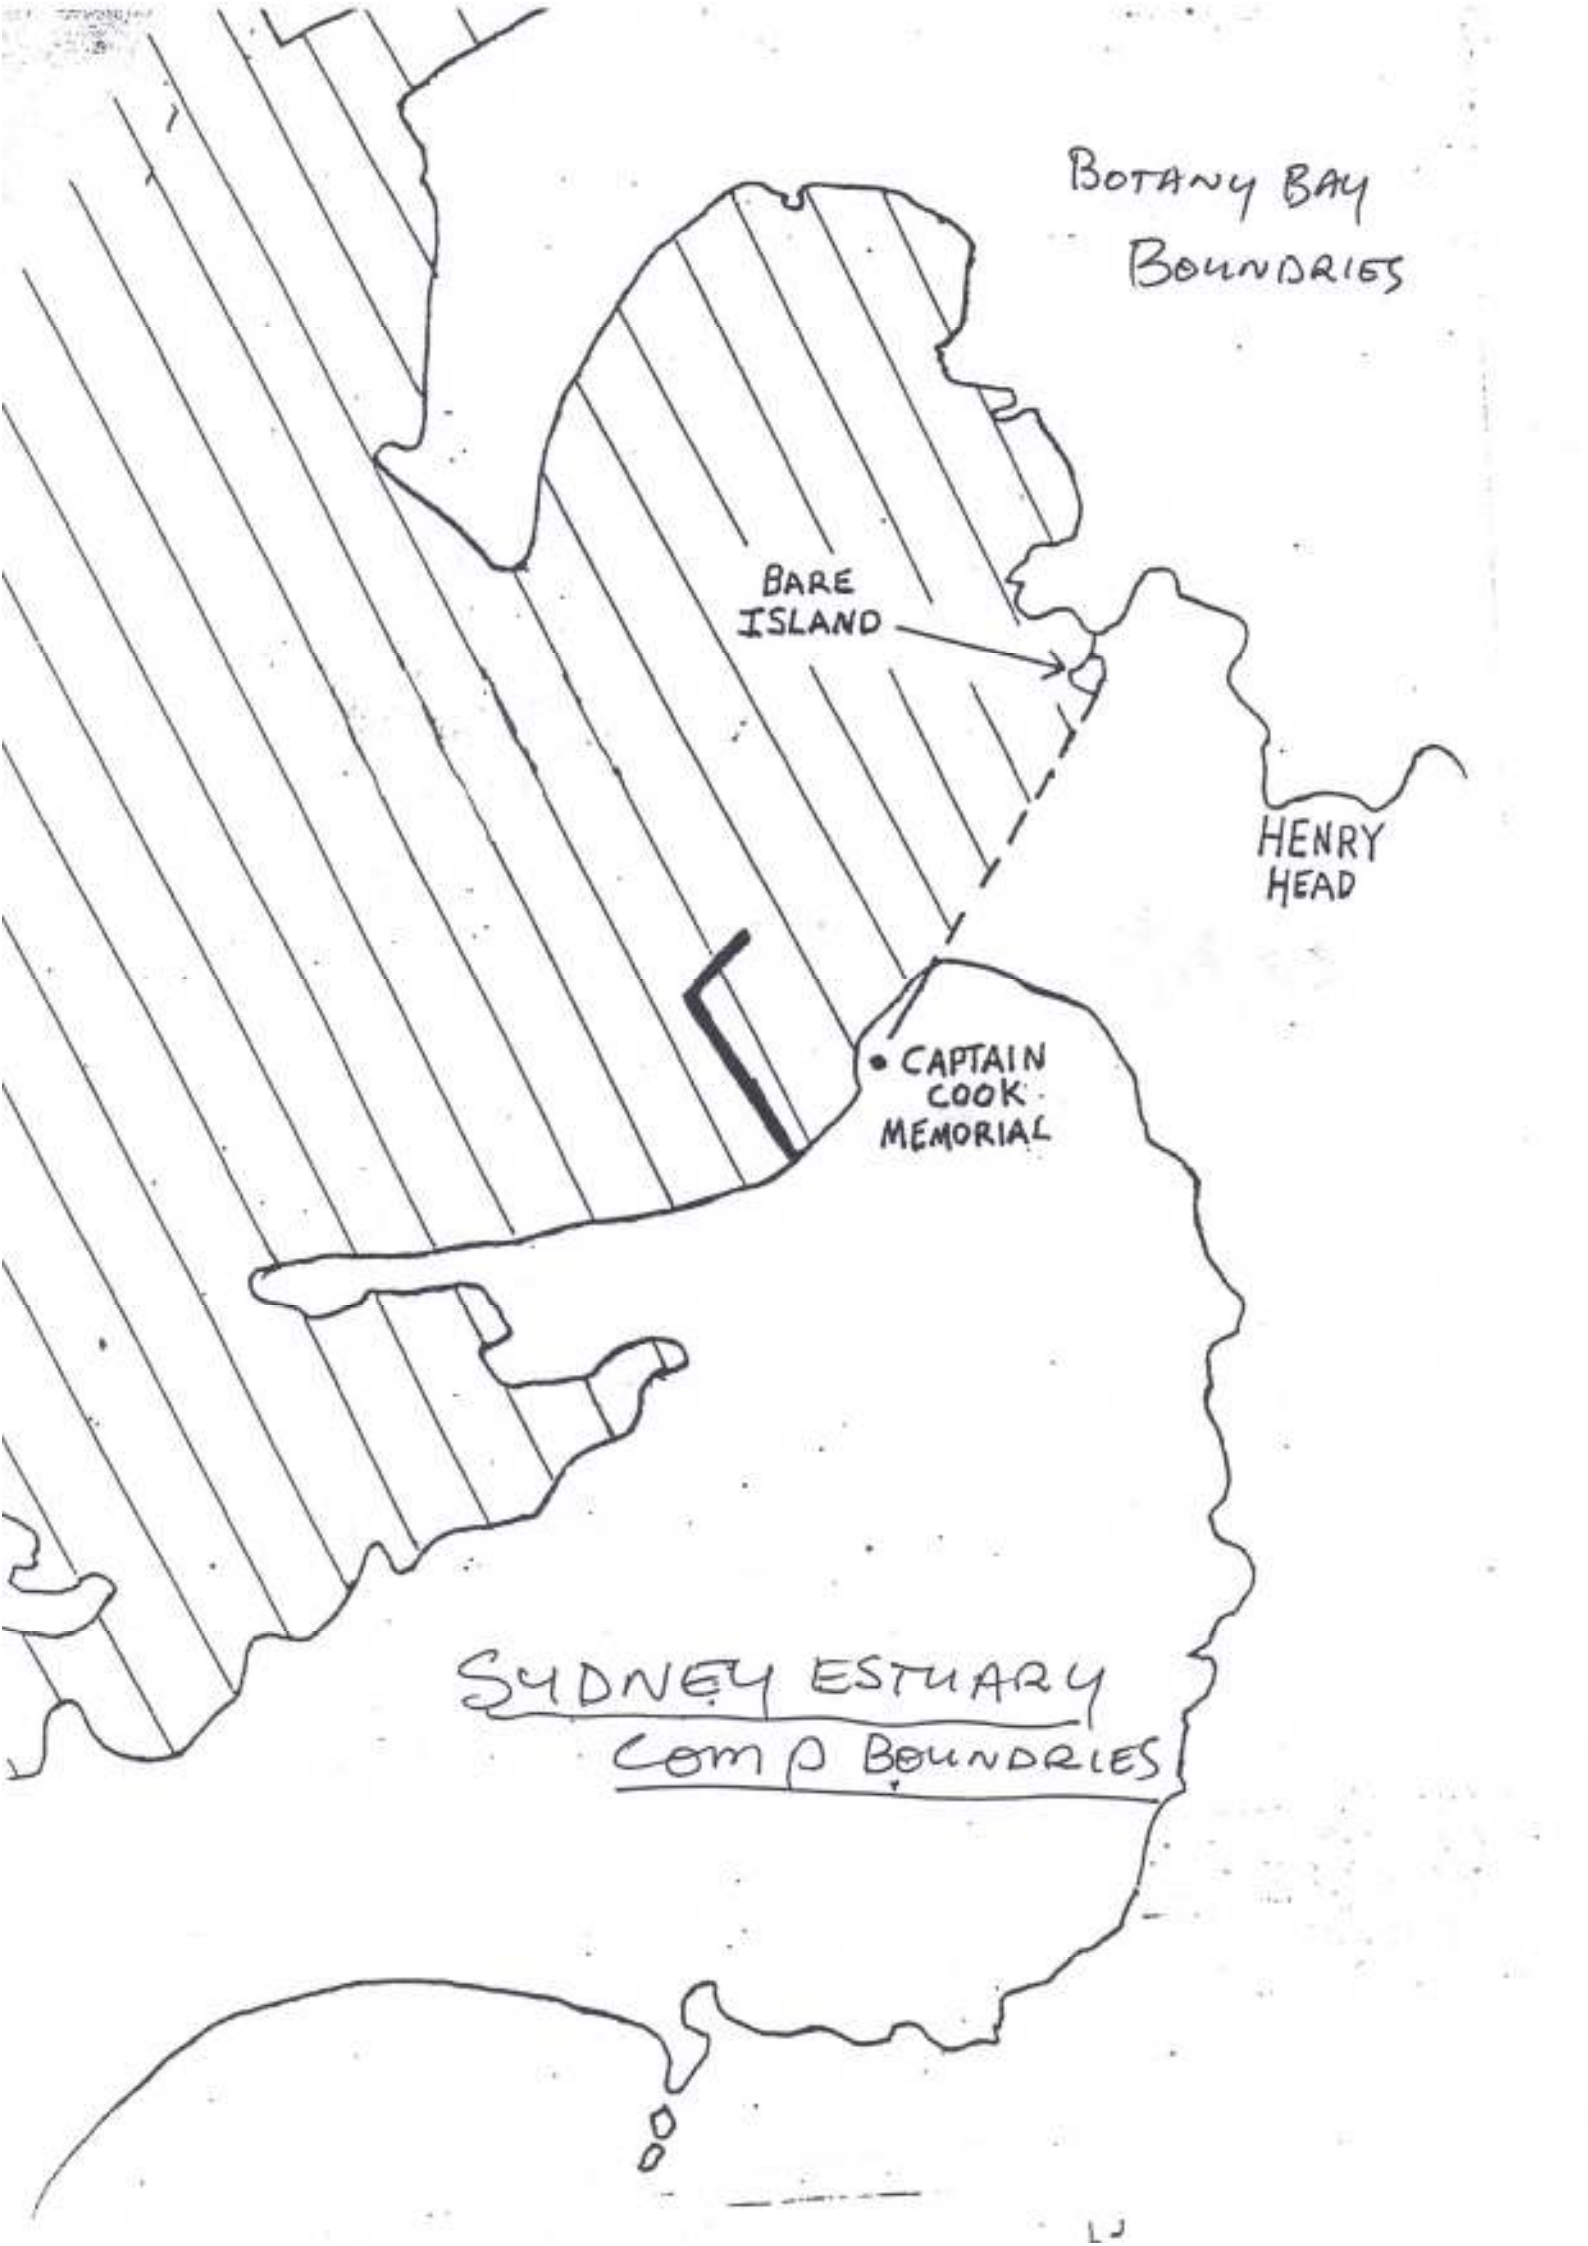 BOTANY BAY
BOUNDRIES
BARE
ISLAND
HENRY
HEAD
CAPTAIN
COOK
MEMORIAL
SYDNEY ESTUARY
COMP BOUNDRIES